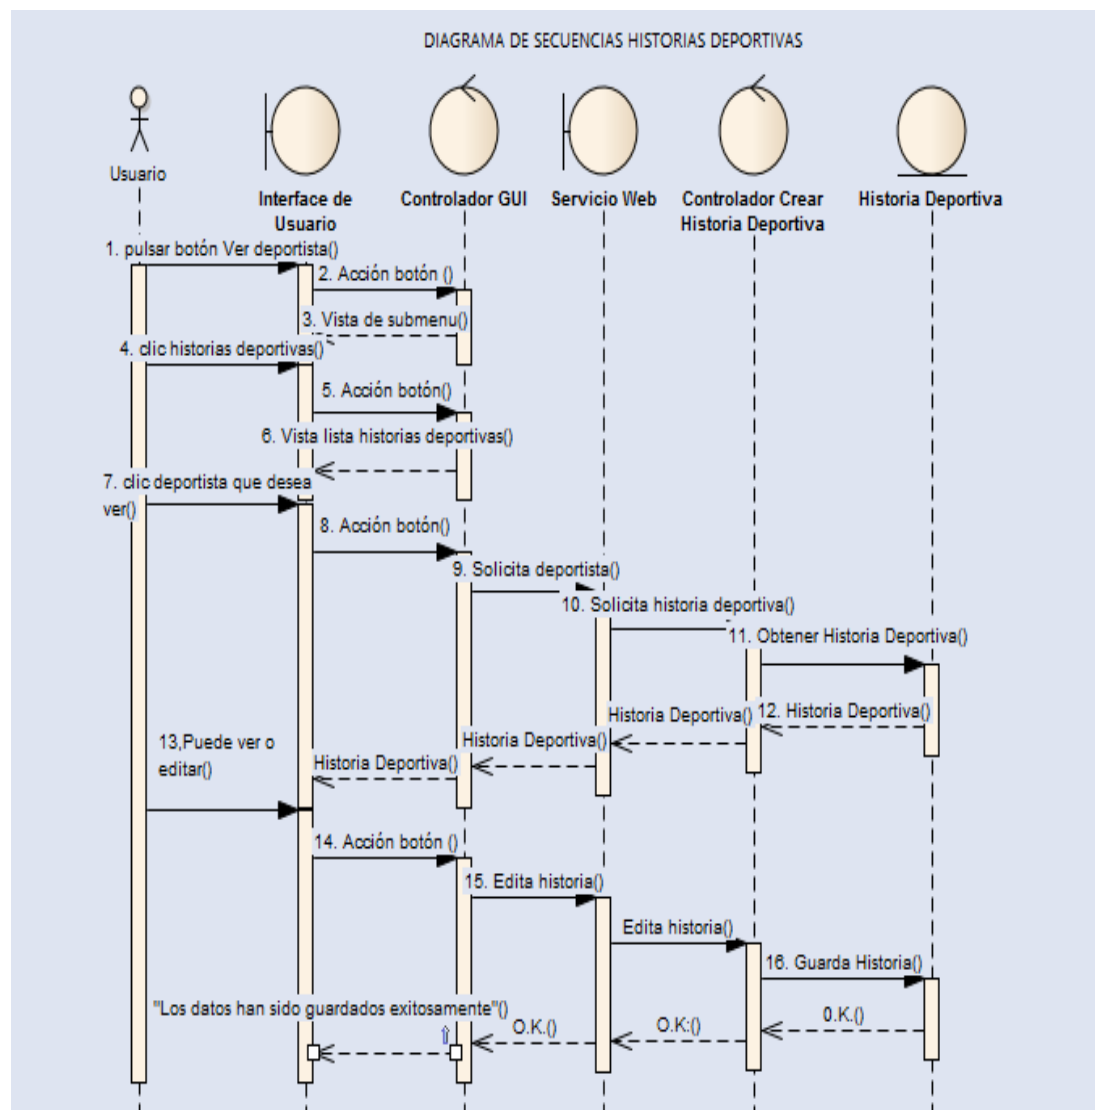 DIAGRAMA DE SECUENCIAS HISTORIAS DEPORTIVAS
Usuario
Interface de
Usuario
Controlador GUI
Servicio Web
Controlador Crear
Historia Deportiva
Historia Deportiva
1. pulsar botón Ver deportista()
2. Acción botón ()
3. Vista de submenu()
4. clic historias deportivas()
5. Acción botón()
6. Vista lista historias deportivas()
7. clic deportista que desea
ver()
8. Acción botón()
9. Solicita deportista()
10. Solicita historia deportiva()
11. Obtener Historia Deportiva()
12. Historia Deportiva()
Historia Deportiva()
Historia Deportiva()
Historia Deportiva()
13,Puede ver o
editar()
14. Acción botón ()
15. Edita historia()
Edita historia()
16. Guarda Historia()
0.K.()
O.K:()
O.K.()
"Los datos han sido guardados exitosamente"()